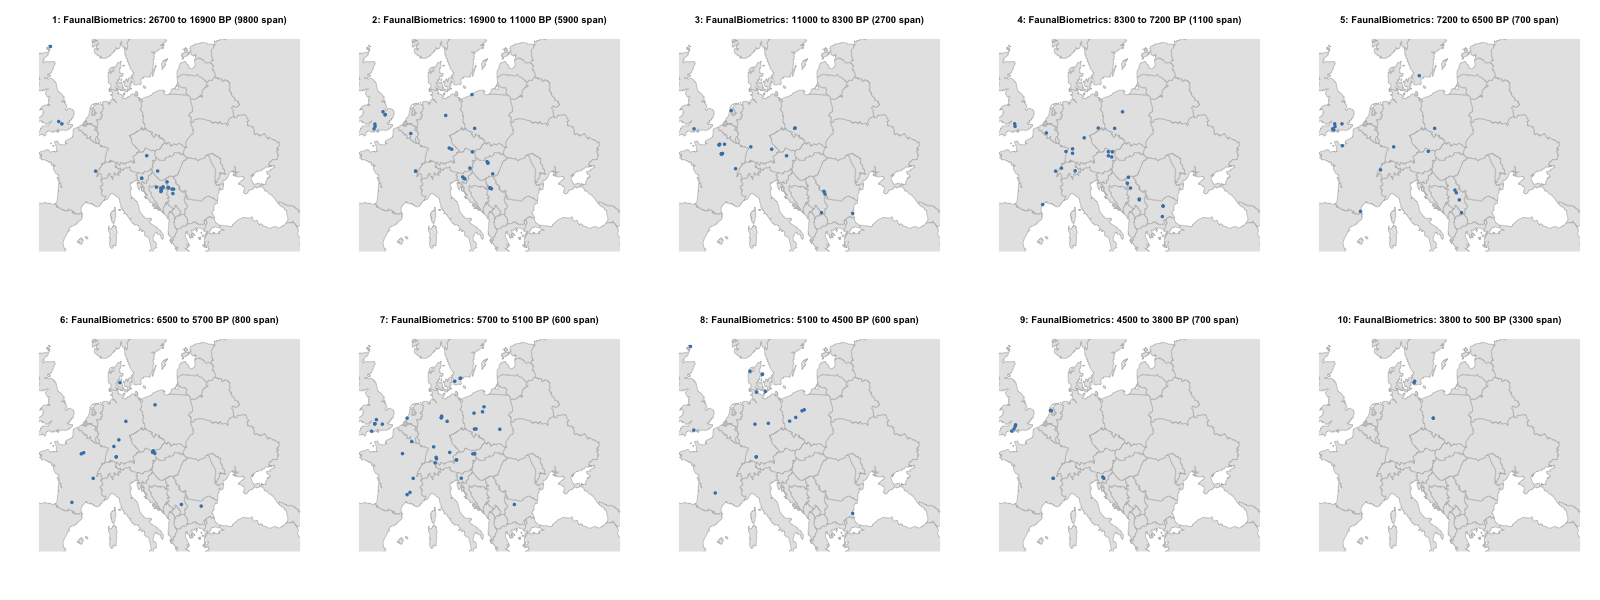 1: FaunalBiometrics: 26700 to 16900 BP (9800 span)
2: FaunalBiometrics: 16900 to 11000 BP (5900 span)
3: FaunalBiometrics: 11000 to 8300 BP (2700 span)
4: FaunalBiometrics: 8300 to 7200 BP (1100 span)
5: FaunalBiometrics: 7200 to 6500 BP (700 span)
6: FaunalBiometrics: 6500 to 5700 BP (800 span)
7: FaunalBiometrics: 5700 to 5100 BP (600 span)
8: FaunalBiometrics: 5100 to 4500 BP (600 span)
9: FaunalBiometrics: 4500 to 3800 BP (700 span)
10: FaunalBiometrics: 3800 to 500 BP (3300 span)